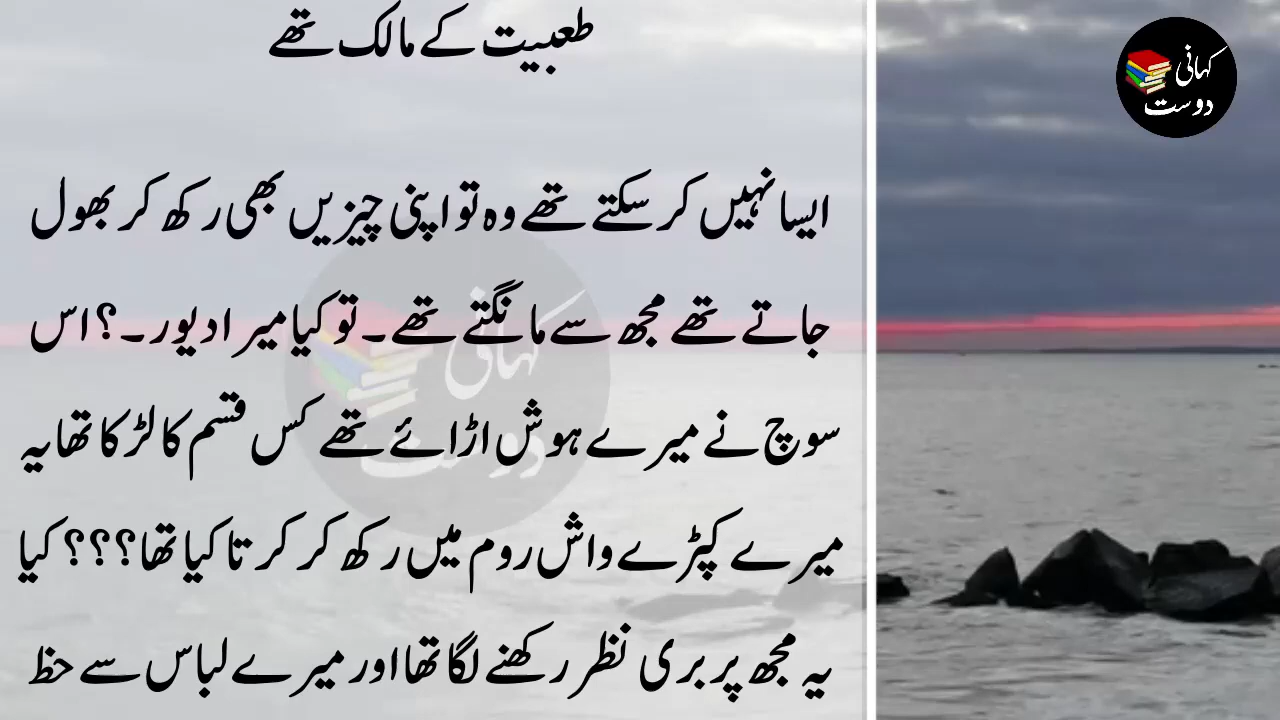 طعبیت کے مالک تھے
ایسا نہیں کر سکتے تھے وہ تو اپنی چیزیں بھی رکھ کر بھول
جاتے تھے مجھ سے مانگتے تھے۔ تو کیا میرا دیور۔؟ اس
سوچ نے میرے ہوش اڑائے تھے کس قسم کا لڑکا تھا یہ
میرے کپڑے واش روم میں رکھ کر کرتا کیا تھا؟؟؟ کیا
یہ مجھ پر بری نظر رکھنے لگا تھا اور میرے لباس سے حظ
کہانی
دوست
کہانی
دوست